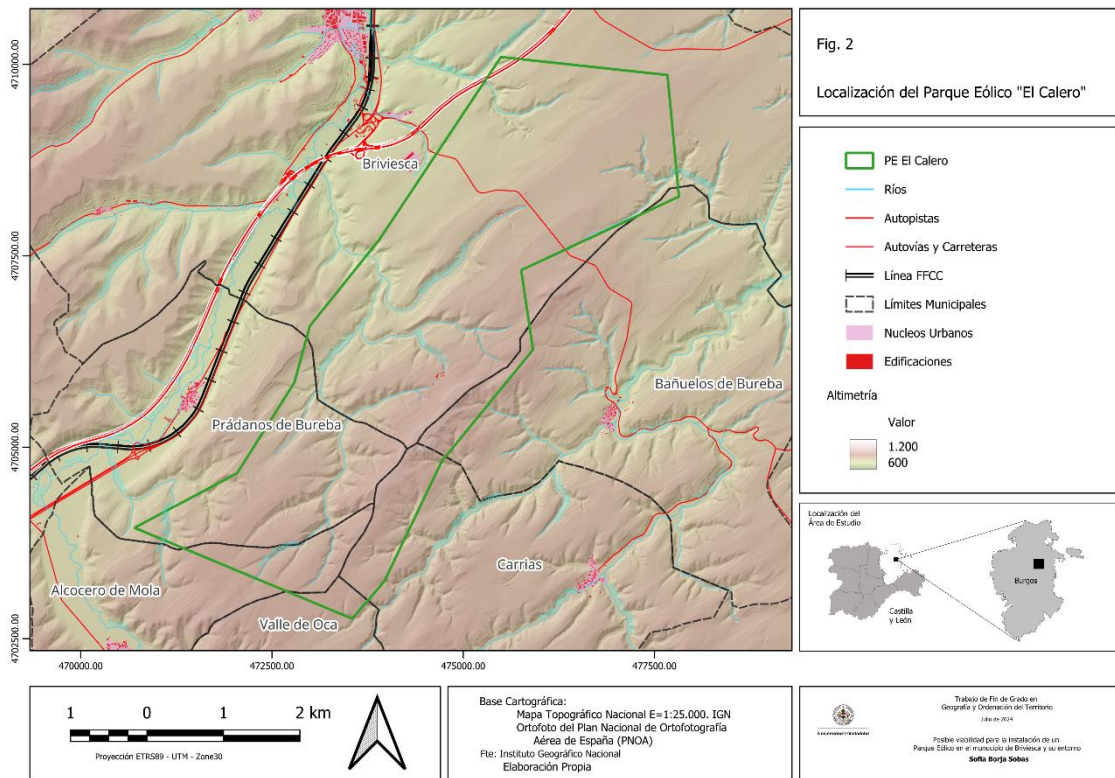 Fig. 2
Localización del Parque Eólico "El Calero"
4710000.00
4707500.00
4705000.00
4702500.00
470000.00
472500.00
475000.00
477500.00
Briviesca
Prádanos de Bureba
Bañuelos de Bureba
Alcocero de Mola
Carrias
Valle de Oca
PE El Calero
Ríos
Autopistas
Autovías y Carreteras
Línea FFCC
Límites Municipales
Nucleos Urbanos
Edificaciones
Altimetría
Valor
1.200
600
Localización del
Área de Estudio
Castilla
y León
Burgos
1 0 1 2 km
Proyección ETRS89 - UTM - Zone30
Base Cartográfica:
Mapa Topográfico Nacional E=1:25.000. IGN
Ortofoto del Plan Nacional de Ortofotografía
Aérea de España (PNOA)
Fte: Instituto Geográfico Nacional
Elaboración Propia
Universidad de Valladolid
Trabajo de Fin de Grado en
Geografía y Ordenación del Territorio
Julio de 2024
Posible viabilidad para la instalación de un
Parque Eólico en el municipio de Briviesca y su entorno
Sofía Borja Sobas